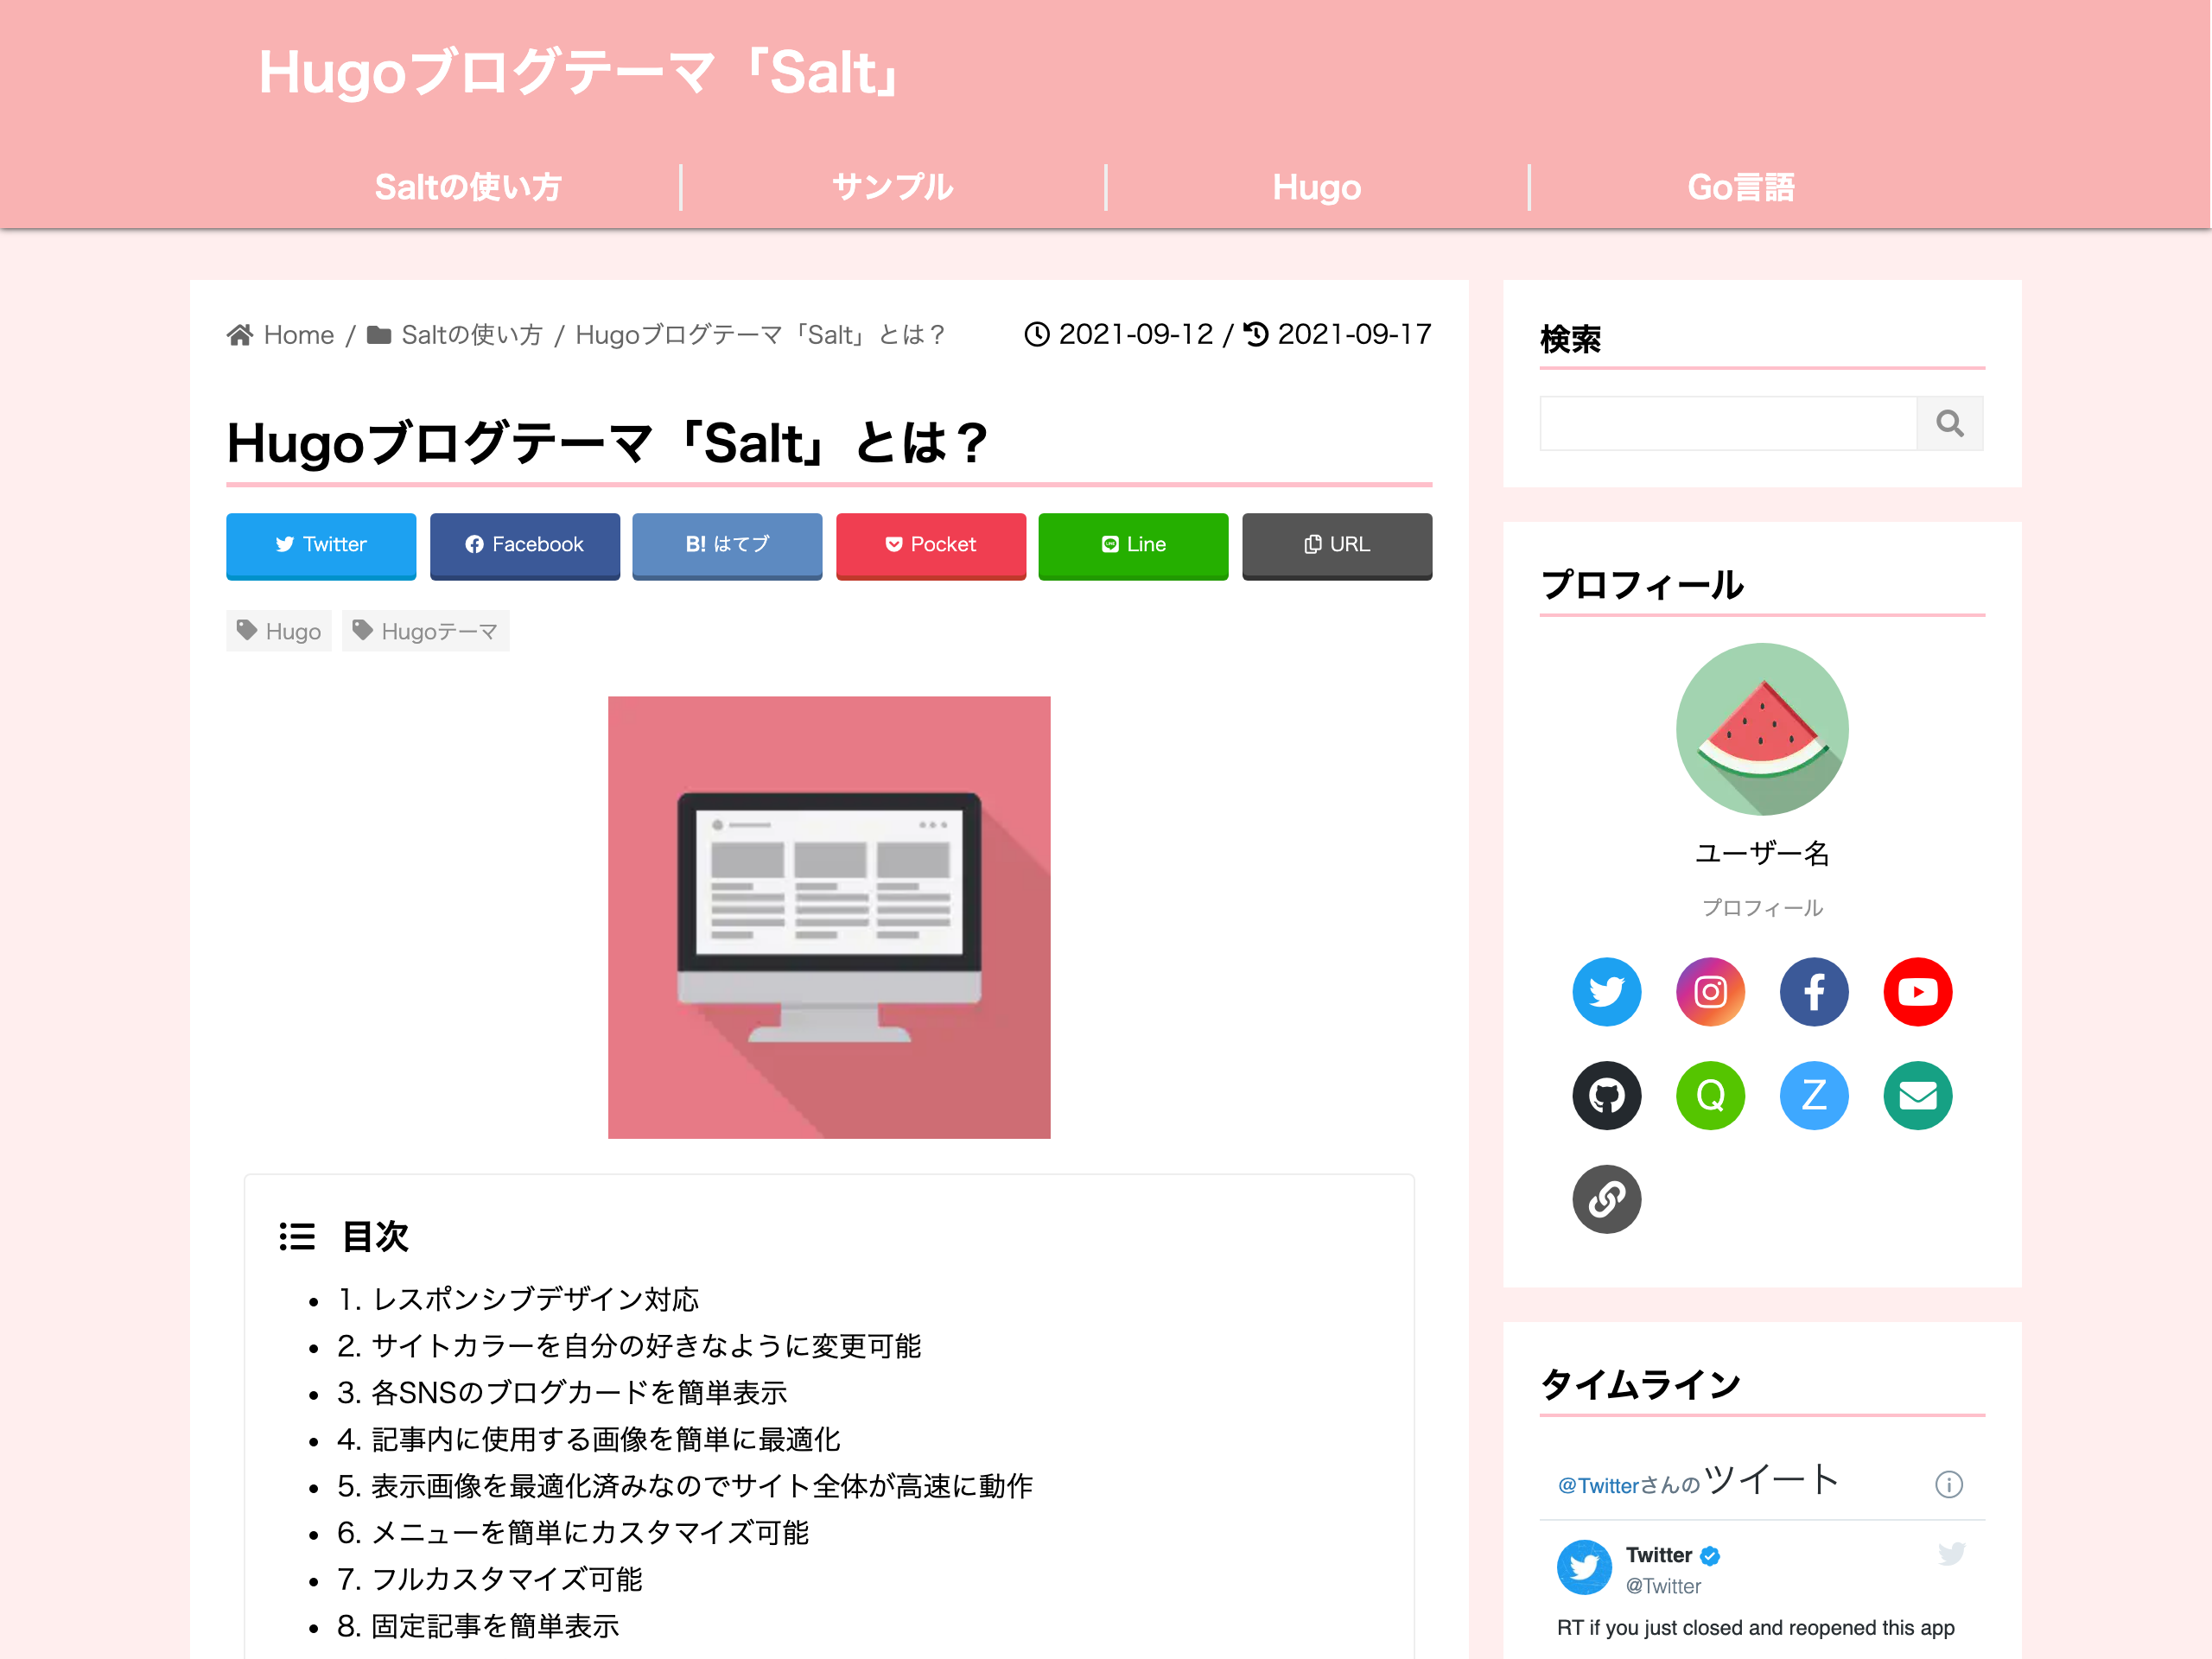 Hugoブログテーマ「Salt」
Saltの使い方
サンプル
Hugo
Go言語
Home / Saltの使い方 / Hugoブログテーマ「Salt」とは？
2021-09-12 / 2021-09-17
Hugoブログテーマ「Salt」とは？
Twitter
Facebook
B! はてブ
Pocket
Line
URL
Hugo
Hugoテーマ
目次
1. レスポンシブデザイン対応
2. サイトカラーを自分の好きなように変更可能
3. 各SNSのブログカードを簡単表示
4. 記事内に使用する画像を簡単に最適化
5. 表示画像を最適化済みなのでサイト全体が高速に動作
6. メニューを簡単にカスタマイズ可能
7. フルカスタマイズ可能
8. 固定記事を簡単表示
検索
プロフィール
ユーザー名
プロフィール
Q
Z
タイムライン
@Twitterさんのツイート
Twitter
@Twitter
RT if you just closed and reopened this app